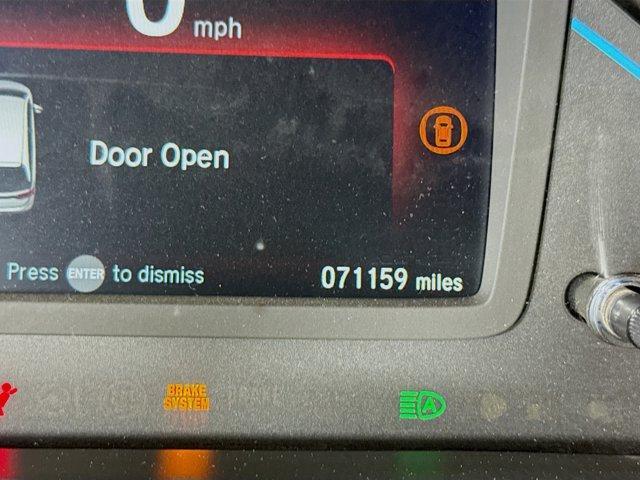 0 mph
Door Open
Press ENTER to dismiss
071159 miles
BRAKE
SYSTEM
A